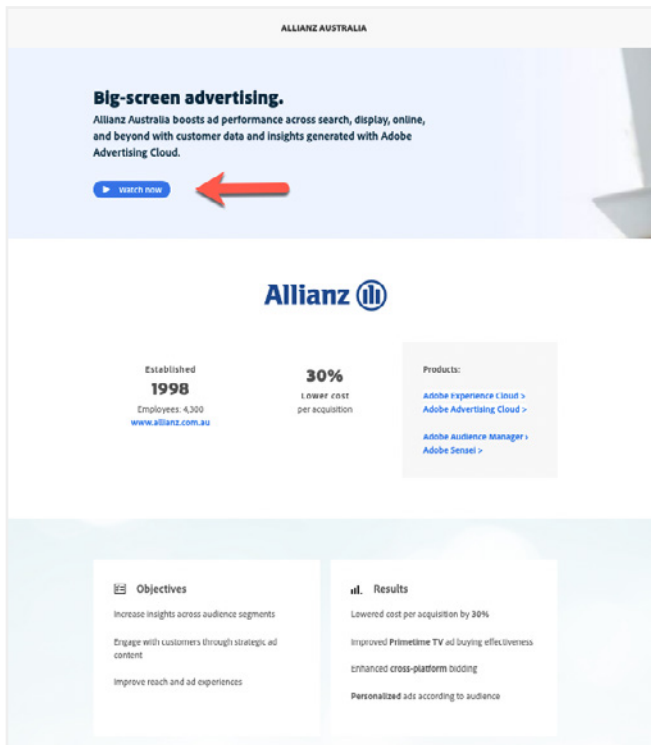 ALLIANZ AUSTRALIA
Big-screen advertising.
Allianz Australia boosts ad performance across search, display, online,
and beyond with customer data and insights generated with Adobe
Advertising Cloud.
Watch now
Allianz
Established
1998
Employees: 4,300
www.allianz.com.au
30%
Lower cost
per acquisition
Products:
Adobe Experience Cloud >
Adobe Advertising Cloud >
Adobe Audience Manager >
Adobe Sensei >
Objectives
Increase insights across audience segments
Engage with customers through strategic ad
content
Improve reach and ad experiences
Results
Lowered cost per acquisition by 30%
Improved Primetime TV ad buying effectiveness
Enhanced cross-platform bidding
Personalized ads according to audience